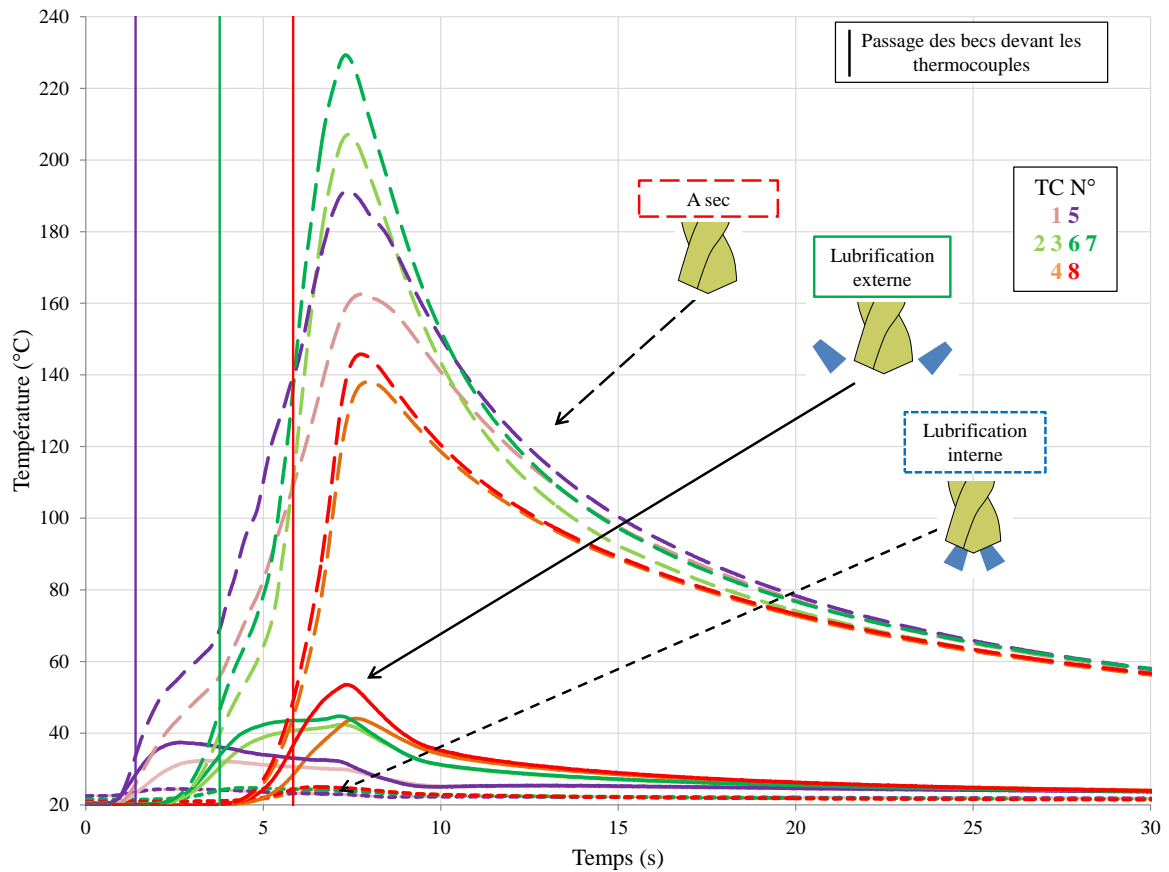 240
220
200
180
160
140
120
100
80
60
40
20
Température (°C)
0
5
10
15
20
25
30
Temps (s)
Passage des becs devant les
thermocouples
TC N°
1 5
2 3 6 7
4 8
A sec
Lubrification
externe
Lubrification
interne